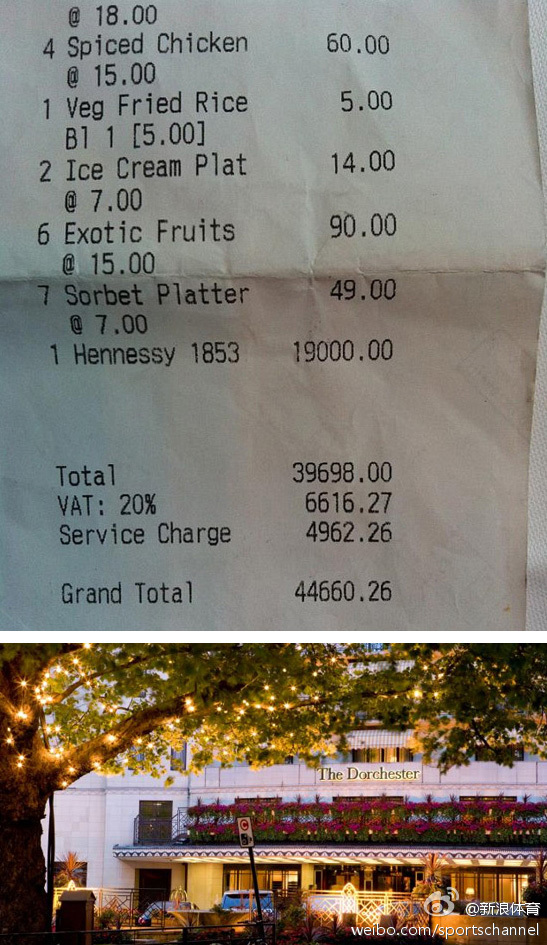 @ 18.00
4 Spiced Chicken 60.00
@ 15.00
1 Veg Fried Rice 5.00
Bl 1 [5.00]
2 Ice Cream Plat 14.00
@ 7.00
6 Exotic Fruits 90.00
@ 15.00
7 Sorbet Platter 49.00
@ 7.00
1 Hennessy 1853 19000.00
Total 39698.00
VAT: 20% 6616.27
Service Charge 4962.26
Grand Total 44660.26
The Dorchester
C
@新浪体育
weibo.com/sportschannel